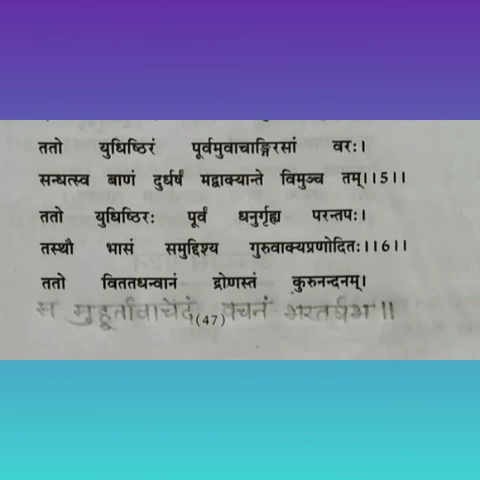 ततो युधिष्ठिरं पूर्वमुवाचाङ्गिरसां वरः।
सन्धत्स्व बाणं दुर्धर्षं मद्वाक्यान्ते विमुञ्च तम्।।5।।
ततो युधिष्ठिरः पूर्वं धनुर्गृह्य परन्तपः।
तस्थौ भासं समुद्दिश्य गुरुवाक्यप्रणोदितः।।6।।
ततो विततधन्वानं द्रोणस्तं कुरुनन्दनम्।
स मुहूर्तावाचेदं वचनं भरतर्षभ।।
(47)